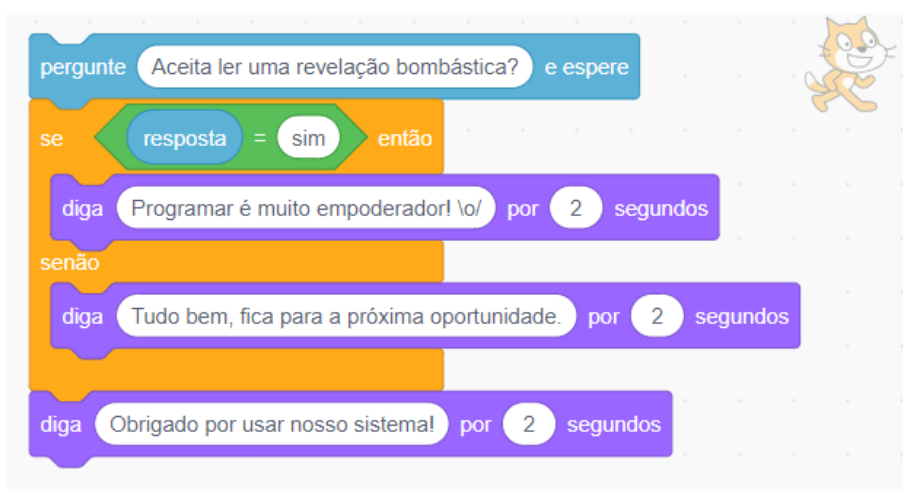 pergunte Aceita ler uma revelação bombástica? e espere
se resposta = sim então
diga Programar é muito empoderador! \o/ por 2 segundos
senão
diga Tudo bem, fica para a próxima oportunidade. por 2 segundos
diga Obrigado por usar nosso sistema! por 2 segundos